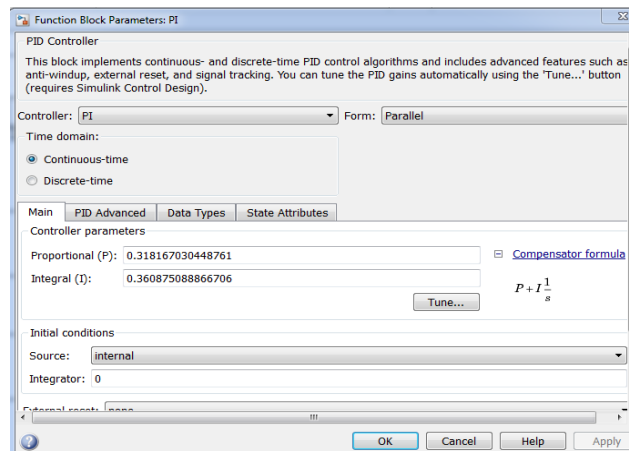 Function Block Parameters: PI
PID Controller
This block implements continuous- and discrete-time PID control algorithms and includes advanced features such as
anti-windup, external reset, and signal tracking. You can tune the PID gains automatically using the 'Tune...' button
(requires Simulink Control Design).
Controller: PI Form: Parallel
Time domain:
Continuous-time
Discrete-time
Main PID Advanced Data Types State Attributes
Controller parameters
Proportional (P): 0.318167030448761 Compensator formula
Integral (I): 0.360875088866706
P + I 1/s
Tune...
Initial conditions
Source: internal
Integrator: 0
External reset: none
OK Cancel Help Apply